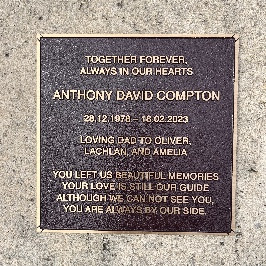 TOGETHER FOREVER,
ALWAYS IN OUR HEARTS
ANTHONY DAVID COMPTON
28.12.1978 – 18.02.2023
LOVING DAD TO OLIVER,
LACHLAN, AND AMELIA
YOU LEFT US BEAUTIFUL MEMORIES
YOUR LOVE IS STILL OUR GUIDE
ALTHOUGH WE CAN NOT SEE YOU,
YOU ARE ALWAYS BY OUR SIDE.